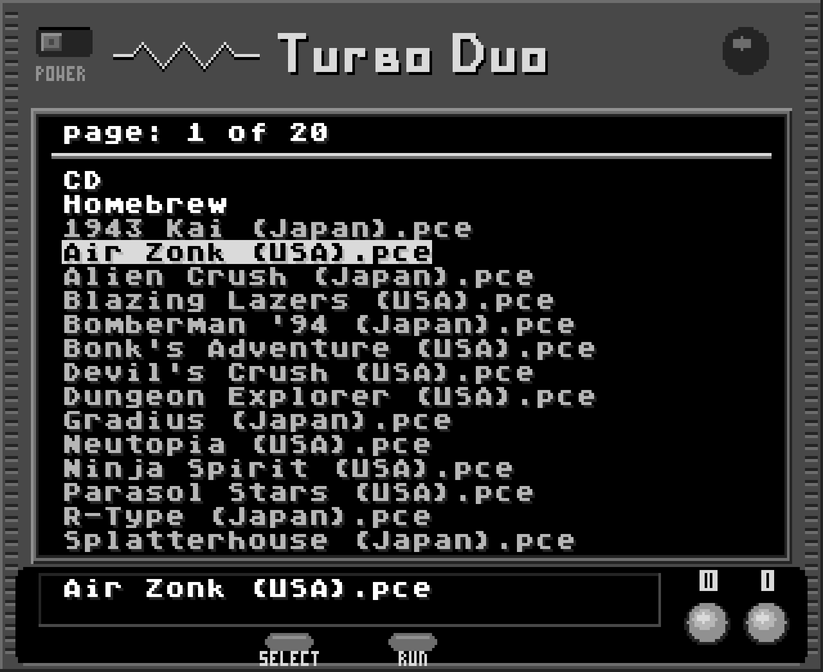 POWER
Turbo Duo
page: 1 of 20
CD
Homebrew
1943 Kai (Japan).pce
Air Zonk (USA).pce
Alien Crush (Japan).pce
Blazing Lazers (USA).pce
Bomberman '94 (Japan).pce
Bonk's Adventure (USA).pce
Devil's Crush (USA).pce
Dungeon Explorer (USA).pce
Gradius (Japan).pce
Neutopia (USA).pce
Ninja Spirit (USA).pce
Parasol Stars (USA).pce
R-Type (Japan).pce
Splatterhouse (Japan).pce
Air Zonk (USA).pce
II I
SELECT RUN